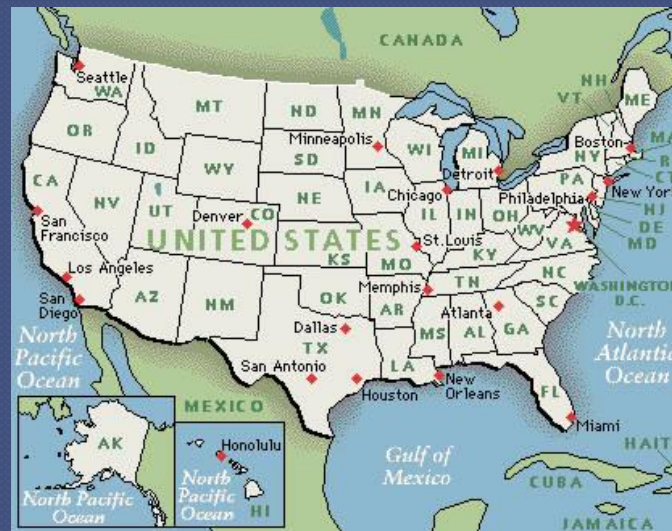 CANADA
Seattle
WA
MT
ND
MN
NH
VT
ME
OR
ID
Minneapolis
WI
MI
Boston
MA
SD
WY
NY
R
Detroit
CT
CA
NV
IA
Chicago
PA
New York
NE
Philadelphia
NJ
UT
Denver
CO
IL
IN
OH
DE
San
Francisco
WV
MD
UNITED STATES
St. Louis
VA
KS
MO
KY
WASHINGTON
D.C.
Los Angeles
Memphis
TN
NC
San
Diego
AZ
NM
OK
AR
Atlanta
SC
Dallas
MS
AL
GA
North
Pacific
Ocean
North
Atlantic
Ocean
TX
San Antonio
LA
Houston
New
Orleans
FL
MEXICO
Miami
AK
Honolulu
Gulf of
Mexico
HAIT
CUBA
North
Pacific
Ocean
North Pacific
Ocean
HI
JAMAICA